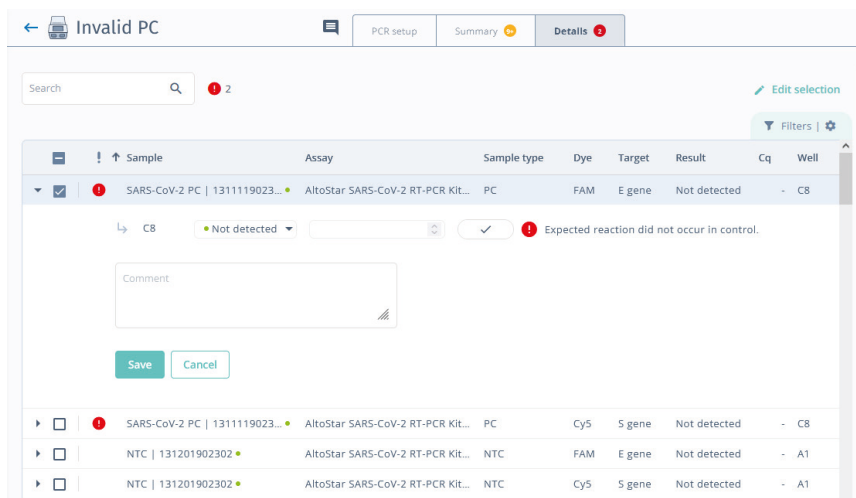 Invalid PC
PCR setup
Summary 9+
Details 2
Search
! 2
Edit selection
Filters |
! ↑ Sample Assay Sample type Dye Target Result Cq Well
! SARS-CoV-2 PC | 1311119023... AltoStar SARS-CoV-2 RT-PCR Kit... PC FAM E gene Not detected - C8
C8 Not detected ! Expected reaction did not occur in control.
Comment
Save Cancel
! SARS-CoV-2 PC | 1311119023... AltoStar SARS-CoV-2 RT-PCR Kit... PC Cy5 S gene Not detected - C8
NTC | 131201902302 AltoStar SARS-CoV-2 RT-PCR Kit... NTC FAM E gene Not detected - A1
NTC | 131201902302 AltoStar SARS-CoV-2 RT-PCR Kit... NTC Cy5 S gene Not detected - A1